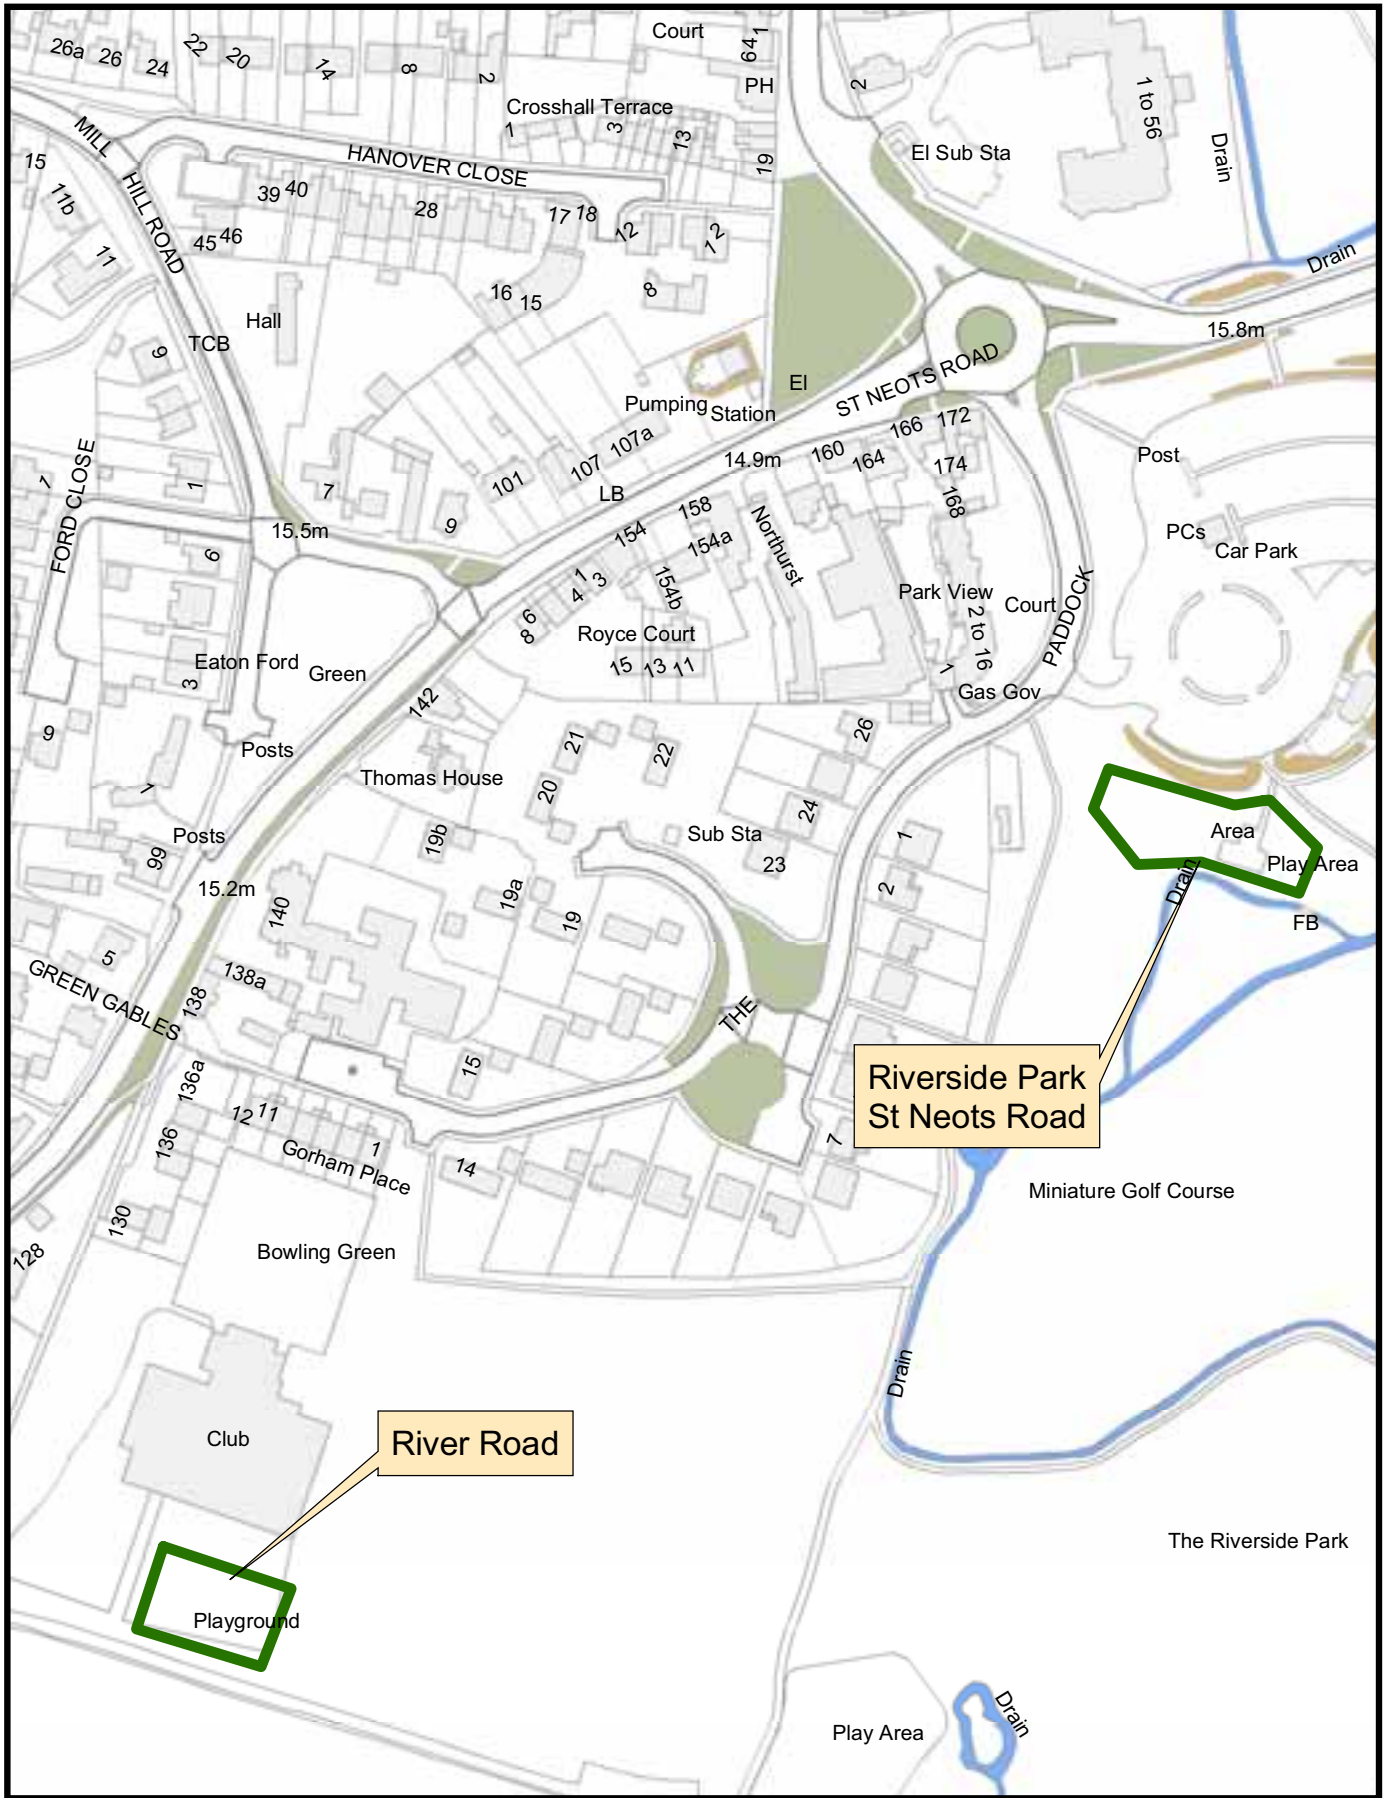 Court
26a
26
24
22
20
14
8
2
64
1
PH
2
1 to 56
Crosshall Terrace
1
3
13
19
El Sub Sta
Drain
MILL
HILL ROAD
HANOVER CLOSE
15
11b
11
39
40
28
17
18
12
2
1
45
46
16
15
8
Drain
Hall
TCB
9
15.8m
El
ST NEOTS ROAD
Pumping
Station
107a
107
101
LB
14.9m
160
164
166
172
174
168
Post
FORD CLOSE
1
1
7
9
15.5m
6
158
154
154a
154b
Northurst
PCs
Car Park
1
3
4
6
8
Park View
Court
2 to 16
PADDOCK
Royce Court
15
13
11
1
Gas Gov
Eaton Ford
Green
3
142
9
Posts
21
22
26
Thomas House
20
24
1
Posts
99
19b
Sub Sta
23
1
2
Area
Play Area
Drain
FB
15.2m
140
19a
19
5
GREEN GABLES
138a
138
THE
15
136a
12
11
136
1
Gorham Place
14
7
Riverside Park
St Neots Road
Miniature Golf Course
130
128
Bowling Green
Drain
Club
River Road
The Riverside Park
Playground
Play Area
Drain